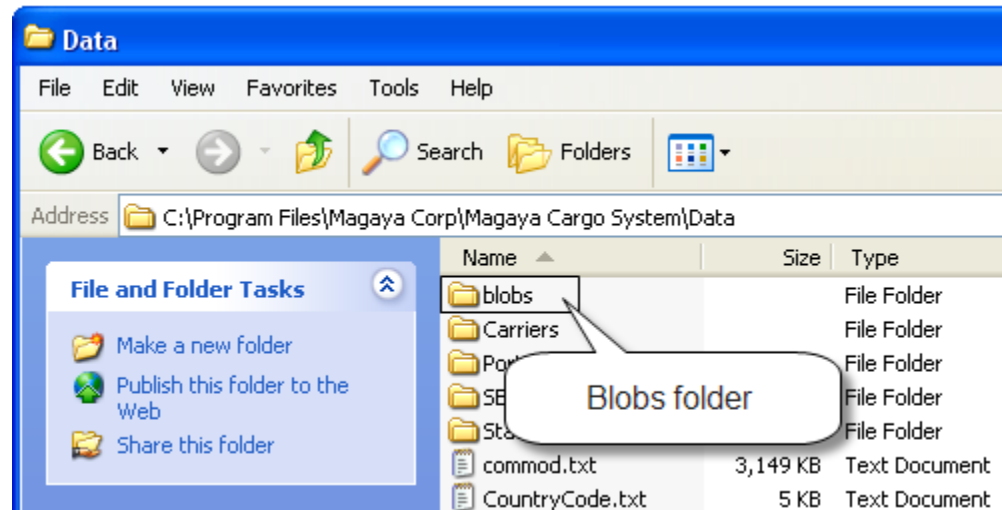 Data
File Edit View Favorites Tools Help
Back Search Folders
Address C:\Program Files\Magaya Corp\Magaya Cargo System\Data
Name Size Type
File and Folder Tasks
Make a new folder
Publish this folder to the
Web
Share this folder
blobs File Folder
Carriers File Folder
File Folder
File Folder
File Folder
Blobs folder
commod.txt 3,149 KB Text Document
CountryCode.txt 5 KB Text Document